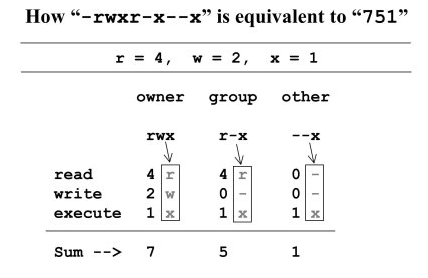 How “-rwxr-x--x” is equivalent to “751”
r = 4, w = 2, x = 1
owner group other
rwx r-x --x
read 4 r 4 r 0 -
write 2 w 0 - 0 -
execute 1 x 1 x 1 x
Sum --> 7 5 1